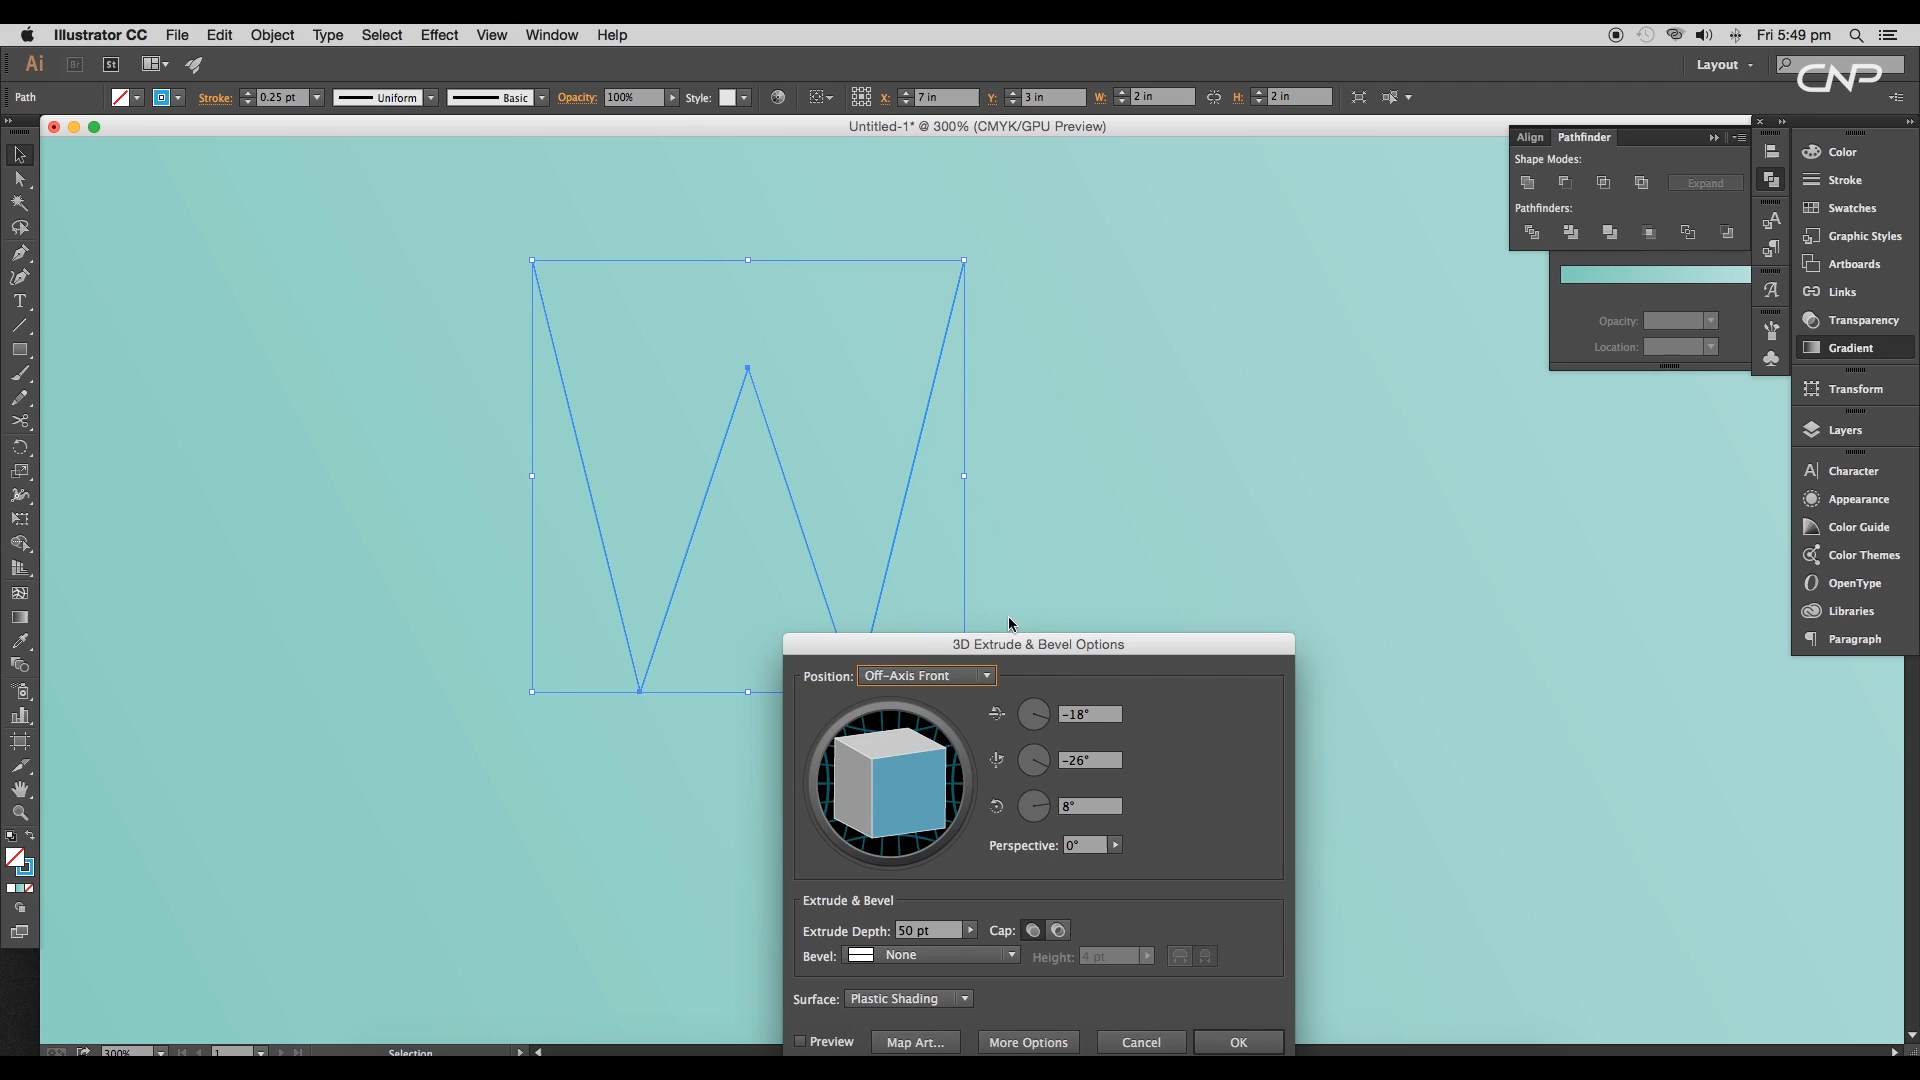 Illustrator CC File Edit Object Type Select Effect View Window Help Fri 5:49 pm
Ai Br St Layout CNP
Path Stroke: 0.25 pt Uniform Basic Opacity: 100% Style: X: 7 in Y: 3 in W: 2 in H: 2 in
Untitled-1* @ 300% (CMYK/GPU Preview)
Align Pathfinder
Shape Modes:
Expand
Pathfinders:
Opacity:
Location:
Color
Stroke
Swatches
Graphic Styles
Artboards
Links
Transparency
Gradient
Transform
Layers
Character
Appearance
Color Guide
Color Themes
OpenType
Libraries
Paragraph
3D Extrude & Bevel Options
Position: Off-Axis Front
-18°
-26°
8°
Perspective: 0°
Extrude & Bevel
Extrude Depth: 50 pt Cap:
Bevel: None Height: 4 pt
Surface: Plastic Shading
Preview Map Art... More Options Cancel OK
300% 1 Selection